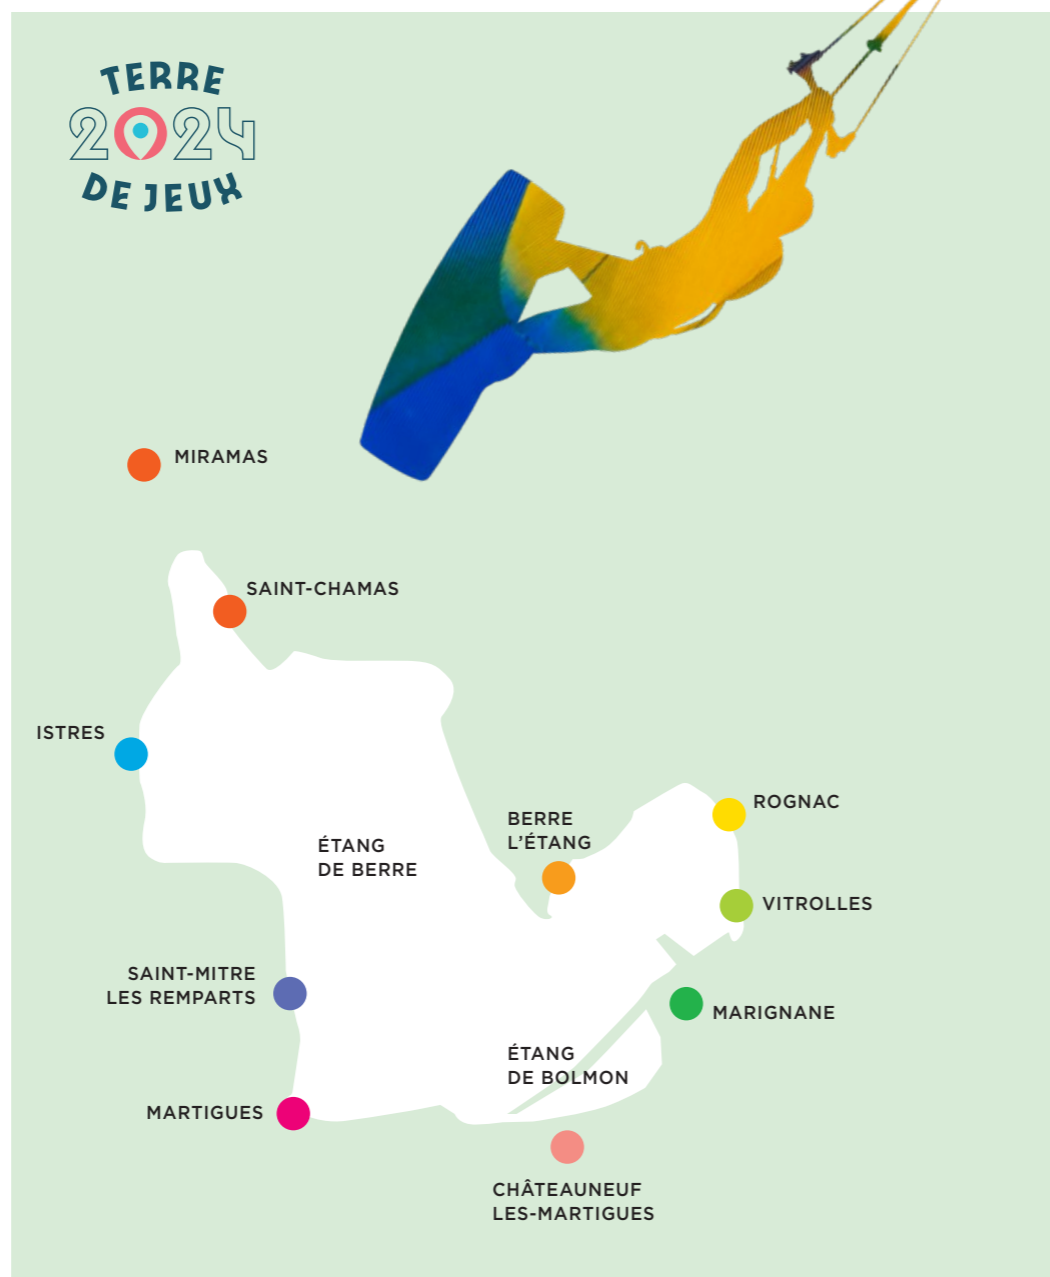 TERRE
2024
DE JEUX
MIRAMAS
SAINT-CHAMAS
ISTRES
ROGNAC
BERRE
L'ÉTANG
ÉTANG
DE BERRE
VITROLLES
SAINT-MITRE
LES REMPARTS
MARIGNANE
ÉTANG
DE BOLMON
MARTIGUES
CHÂTEAUNEUF
LES-MARTIGUES